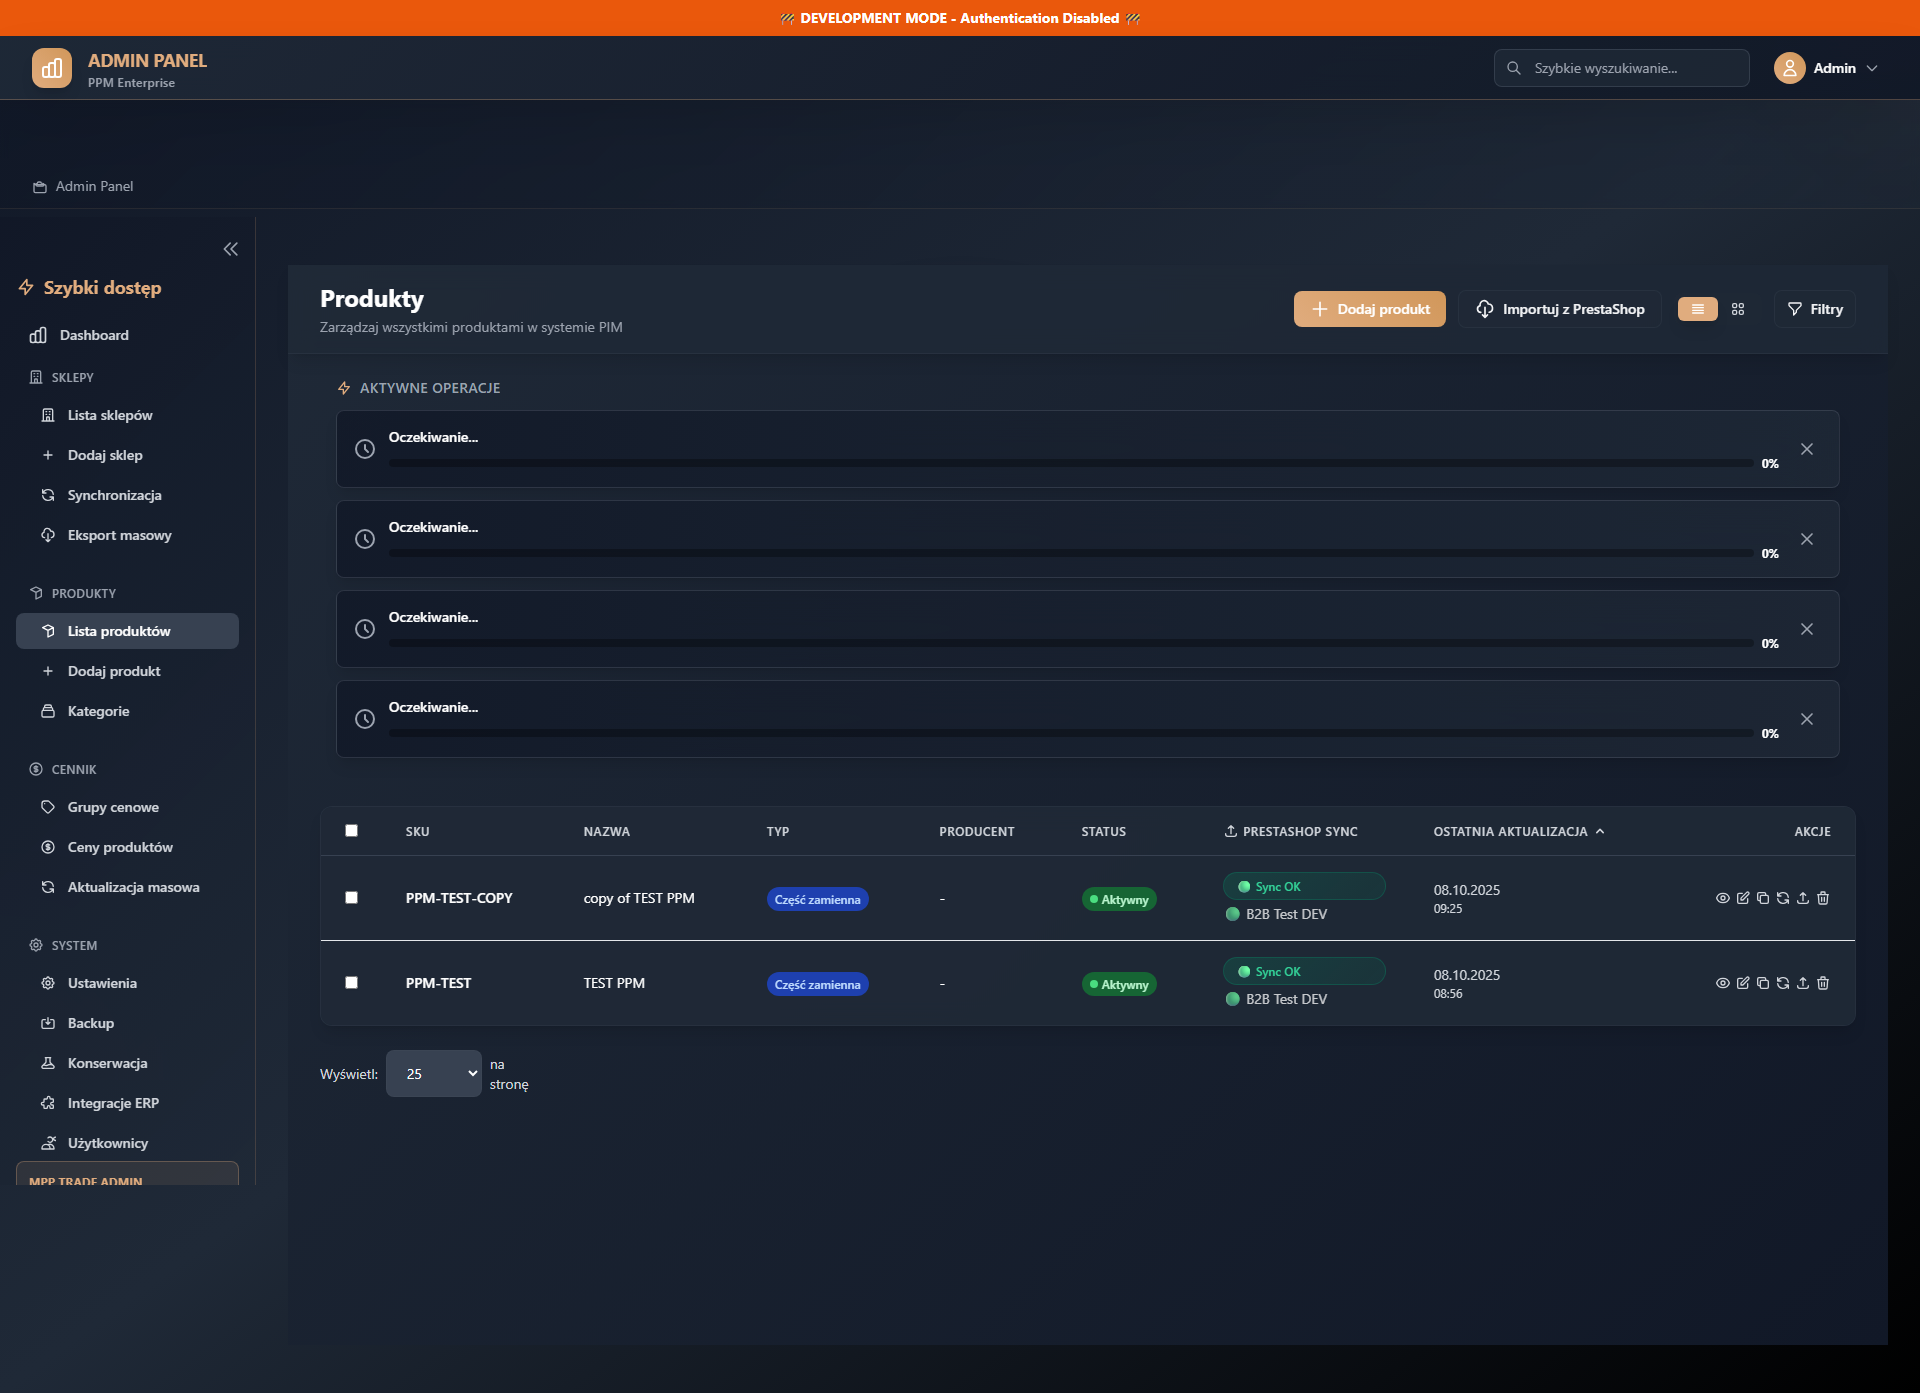 🚧 DEVELOPMENT MODE - Authentication Disabled 🚧
ADMIN PANEL
PPM Enterprise
Szybkie wyszukiwanie...
Admin
Admin Panel
Szybki dostęp
Dashboard
SKLEPY
Lista sklepów
Dodaj sklep
Synchronizacja
Eksport masowy
PRODUKTY
Lista produktów
Dodaj produkt
Kategorie
CENNIK
Grupy cenowe
Ceny produktów
Aktualizacja masowa
SYSTEM
Ustawienia
Backup
Konserwacja
Integracje ERP
Użytkownicy
MPP TRADE ADMIN
Produkty
Zarządzaj wszystkimi produktami w systemie PIM
Dodaj produkt
Importuj z PrestaShop
Filtry
AKTYWNE OPERACJE
Oczekiwanie...
0%
Oczekiwanie...
0%
Oczekiwanie...
0%
Oczekiwanie...
0%
SKU NAZWA TYP PRODUCENT STATUS PRESTASHOP SYNC OSTATNIA AKTUALIZACJA AKCJE
PPM-TEST-COPY copy of TEST PPM Część zamienna - Aktywny Sync OK 08.10.2025
B2B Test DEV 09:25
PPM-TEST TEST PPM Część zamienna - Aktywny Sync OK 08.10.2025
B2B Test DEV 08:56
Wyświetl: 25 na
stronę